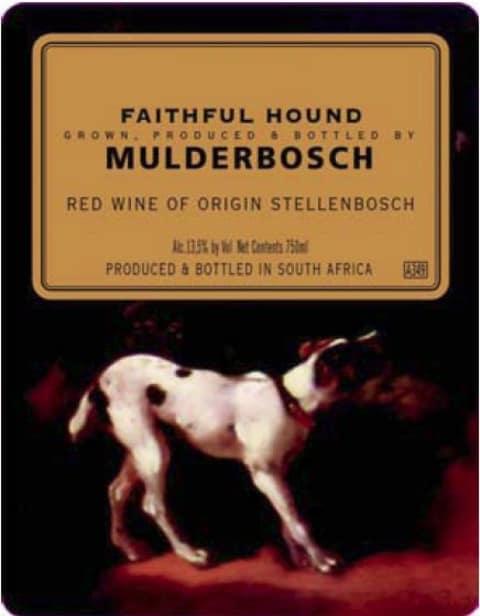 FAITHFUL HOUND
GROWN, PRODUCED & BOTTLED BY
MULDERBOSCH
RED WINE OF ORIGIN STELLENBOSCH
Alc.13,5% by Vol Net Contents 750ml
PRODUCED & BOTTLED IN SOUTH AFRICA A349